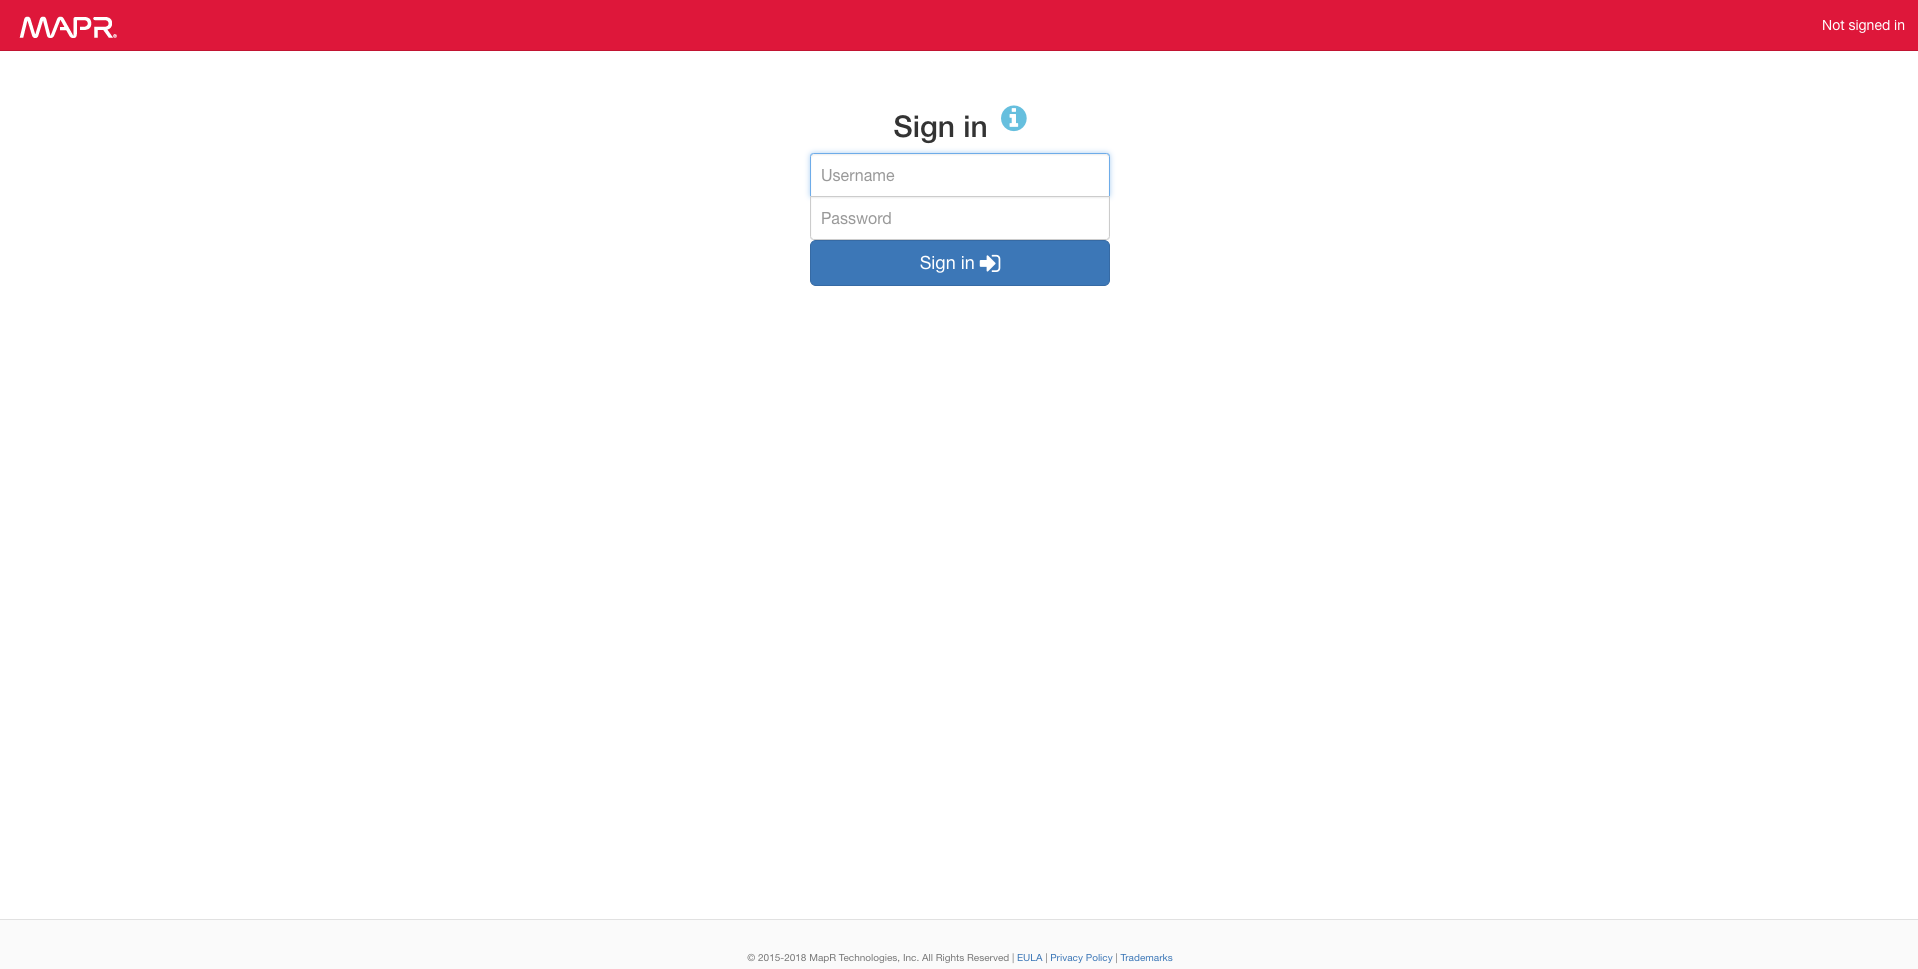 MAPR®
Not signed in
Sign in
Username
Password
Sign in
© 2015-2018 MapR Technologies, Inc. All Rights Reserved | EULA | Privacy Policy | Trademarks